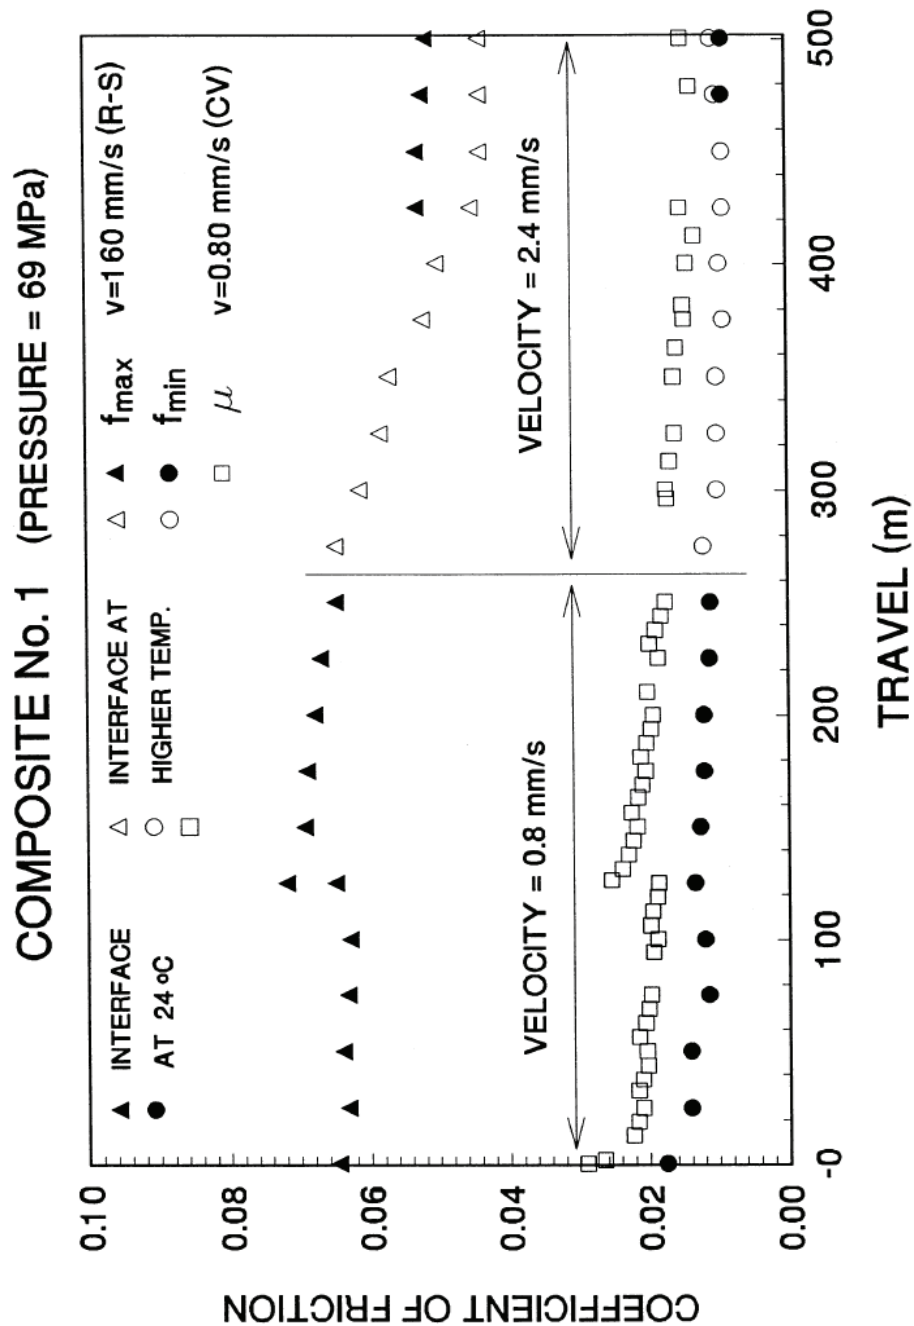 COMPOSITE No. 1 (PRESSURE = 69 MPa)
▲ INTERFACE △ INTERFACE AT △ ▲ fmax v=160 mm/s (R-S)
● AT 24 ºC ○ HIGHER TEMP. ○ ● fmin
□ □ μ v=0.80 mm/s (CV)
VELOCITY = 0.8 mm/s VELOCITY = 2.4 mm/s
COEFFICIENT OF FRICTION
0.10
0.08
0.06
0.04
0.02
0.00
-0 100 200 300 400 500
TRAVEL (m)